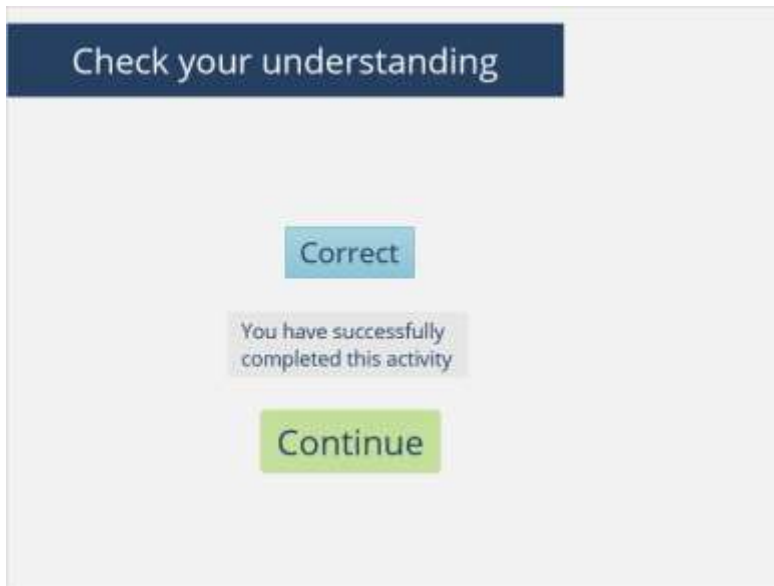 Check your understanding
Correct
You have successfully
completed this activity
Continue